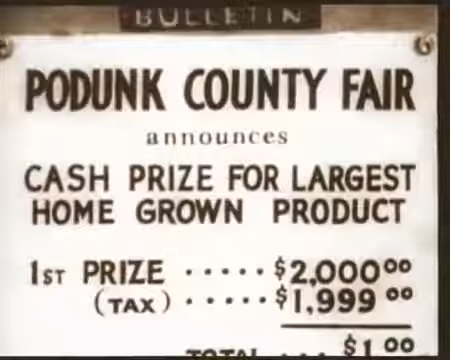 BULLETIN
PODUNK COUNTY FAIR
announces
CASH PRIZE FOR LARGEST
HOME GROWN PRODUCT
1ST PRIZE ..... $2,000⁰⁰
(TAX) ..... $1,999⁰⁰
TOTAL ... $1.00